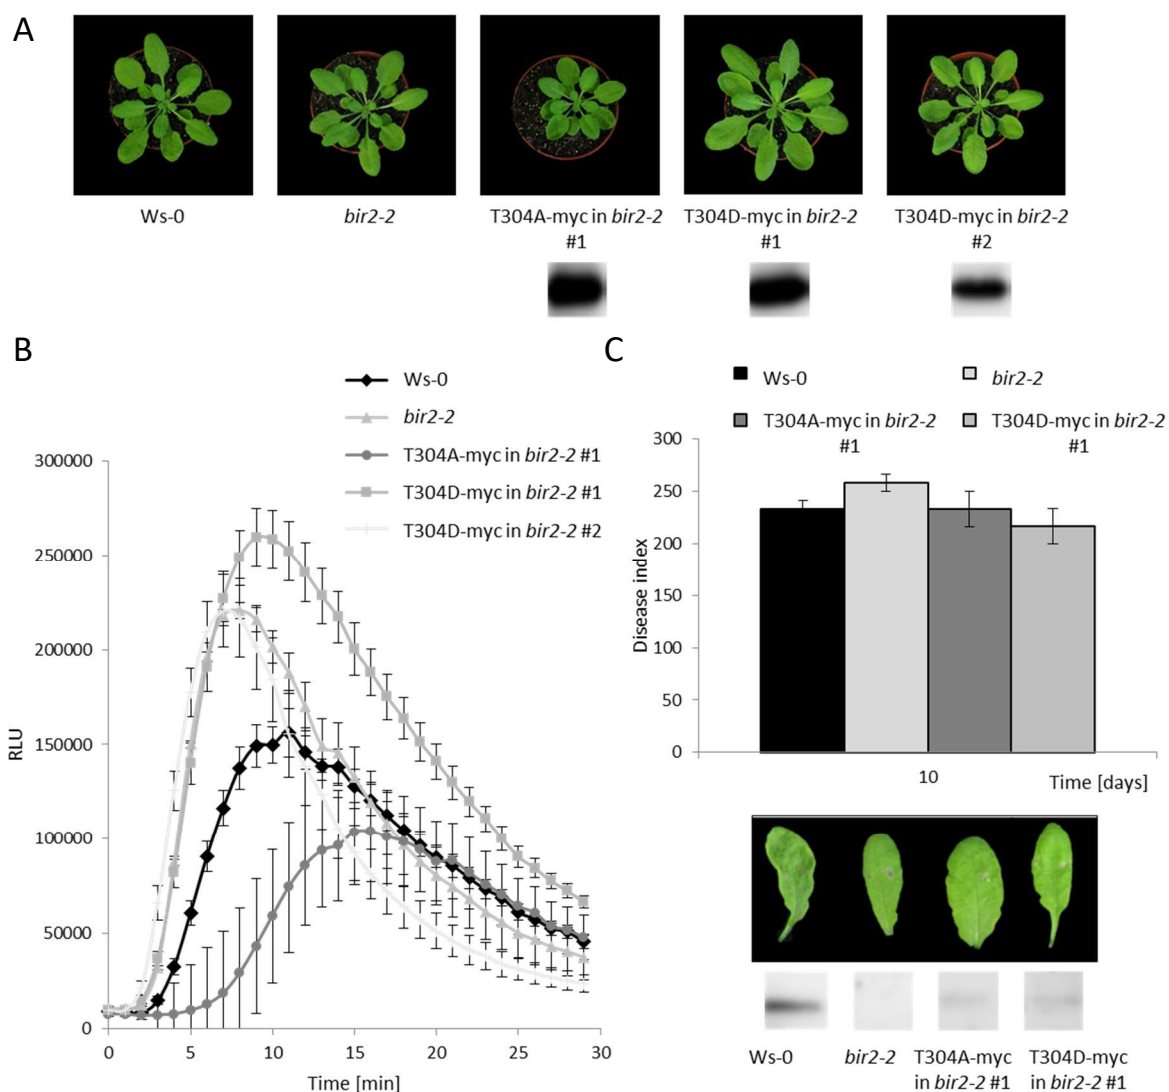 A
Ws-0
bir2-2
T304A-myc in bir2-2
#1
T304D-myc in bir2-2
#1
T304D-myc in bir2-2
#2
B
Ws-0
bir2-2
T304A-myc in bir2-2 #1
T304D-myc in bir2-2 #1
T304D-myc in bir2-2 #2
300000
250000
200000
150000
100000
50000
0
RLU
0 5 10 15 20 25 30
Time [min]
C
Ws-0
bir2-2
T304A-myc in bir2-2
#1
T304D-myc in bir2-2
#1
300
250
200
150
100
50
0
Disease index
10
Time [days]
Ws-0
bir2-2
T304A-myc
in bir2-2 #1
T304D-myc
in bir2-2 #1